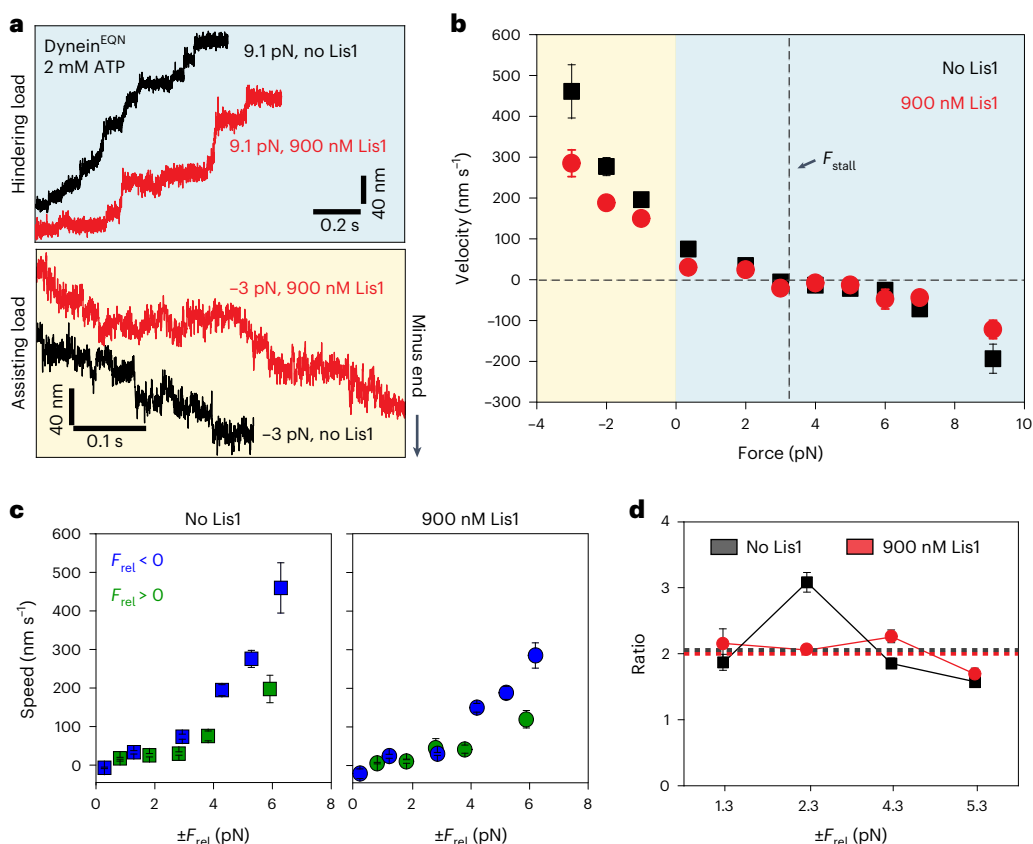 a
Dynein^EQN
2 mM ATP
9.1 pN, no Lis1
9.1 pN, 900 nM Lis1
40 nm
0.2 s
Hindering load
−3 pN, 900 nM Lis1
40 nm
0.1 s
−3 pN, no Lis1
Assisting load
Minus end
b
No Lis1
900 nM Lis1
F_stall
Velocity (nm s⁻¹)
600
500
400
300
200
100
0
−100
−200
−300
−4
−2
0
2
4
6
8
10
Force (pN)
c
No Lis1
900 nM Lis1
F_rel < 0
F_rel > 0
Speed (nm s⁻¹)
600
500
400
300
200
100
0
0
2
4
6
8
0
2
4
6
8
±F_rel (pN)
±F_rel (pN)
d
No Lis1
900 nM Lis1
Ratio
4
3
2
1
0
1.3
2.3
4.3
5.3
±F_rel (pN)